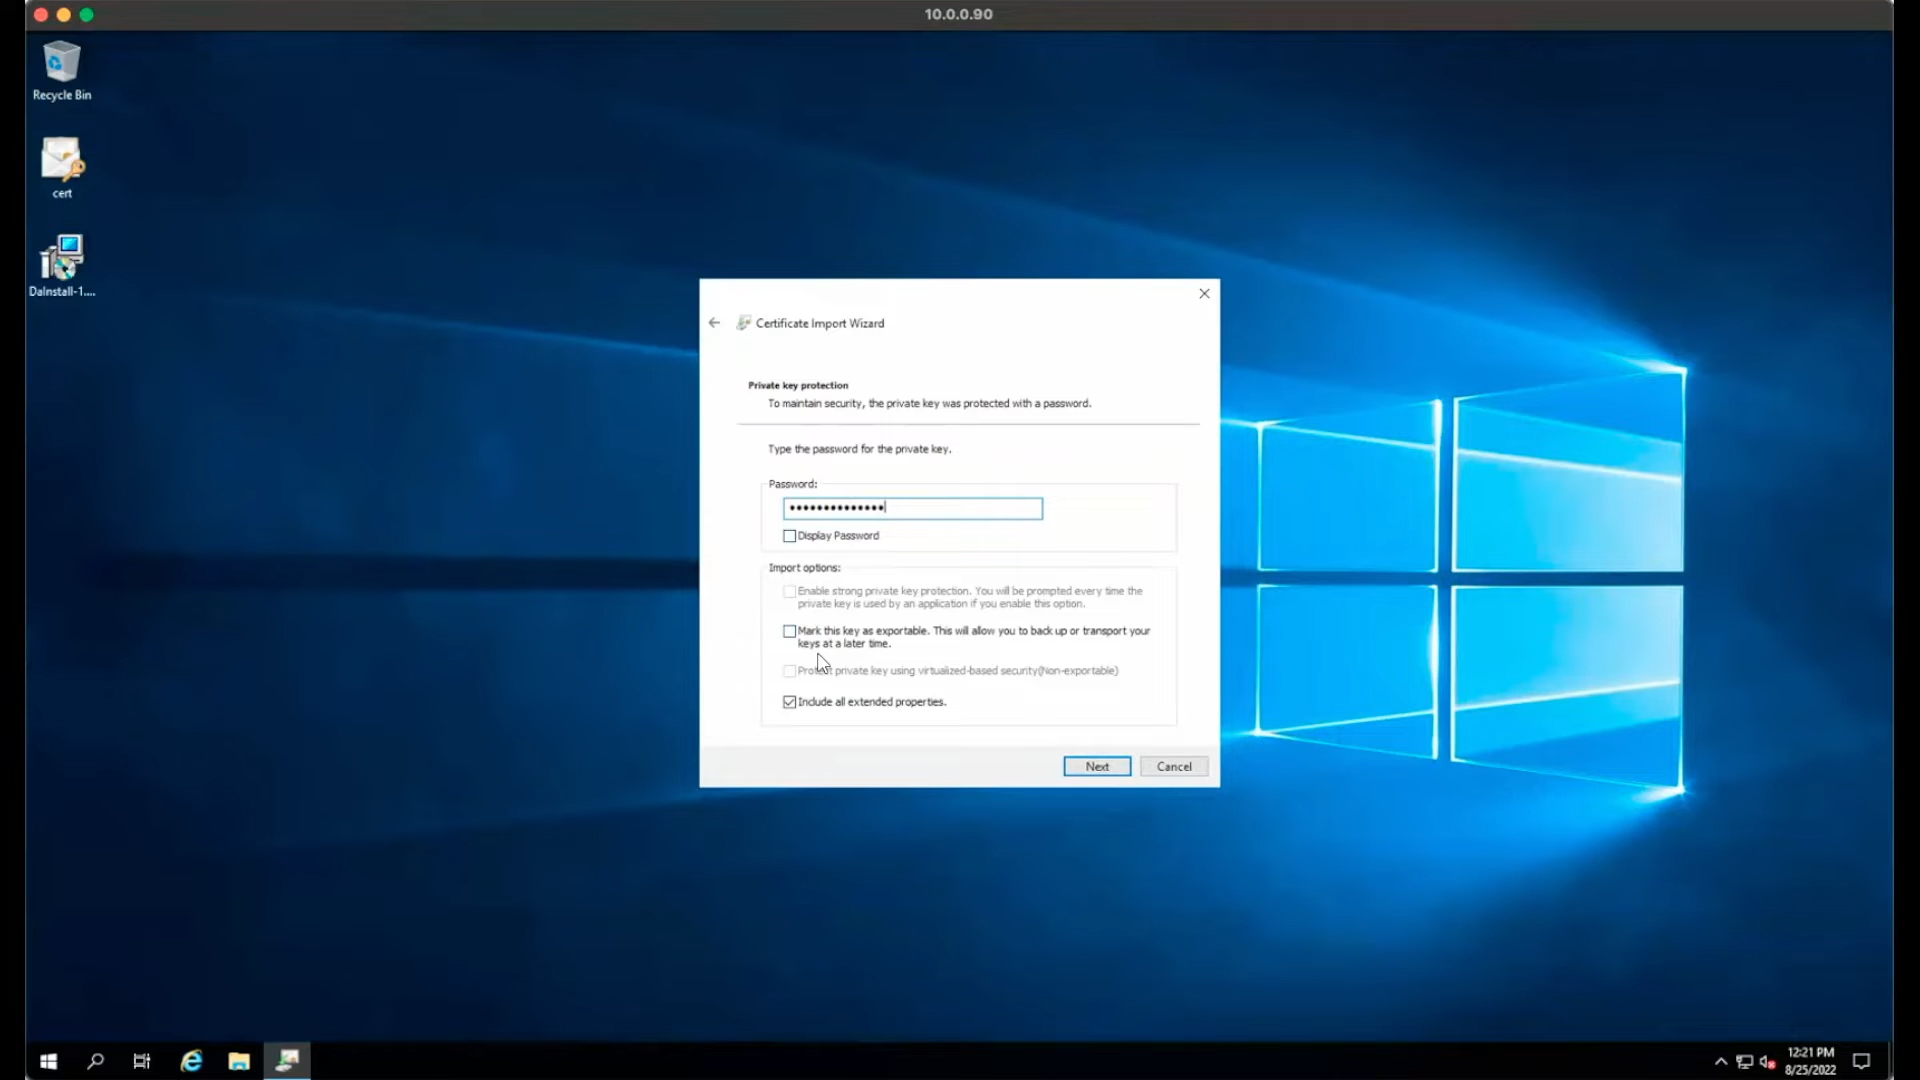 10.0.0.90
Recycle Bin
cert
DaInstall-1....
Certificate Import Wizard
Private key protection
To maintain security, the private key was protected with a password.
Type the password for the private key.
Password:
••••••••••••••
Display Password
Import options:
Enable strong private key protection. You will be prompted every time the
private key is used by an application if you enable this option.
Mark this key as exportable. This will allow you to back up or transport your
keys at a later time.
private key using virtualized-based security(Non-exportable)
Include all extended properties.
Next
Cancel
12:21 PM
8/25/2022